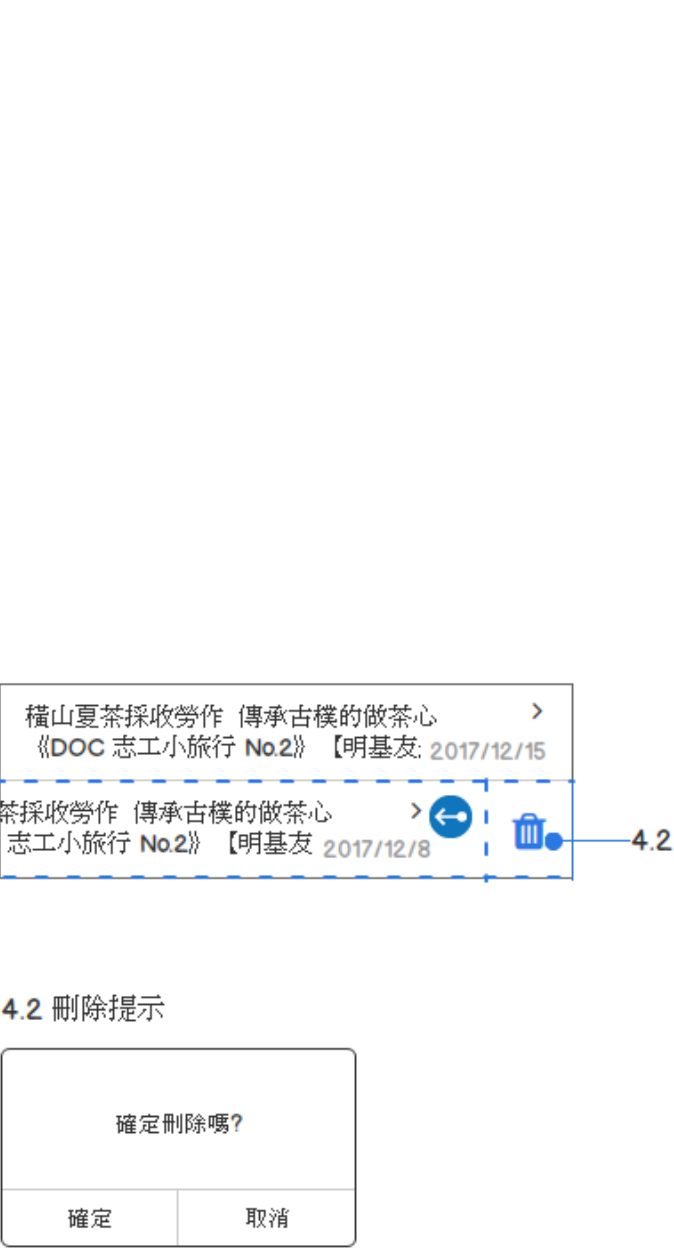 橫山夏茶採收勞作 傳承古樸的做茶心 >
《DOC 志工小旅行 No.2》【明基友 2017/12/15
茶採收勞作 傳承古樸的做茶心 >
志工小旅行 No.2》【明基友 2017/12/8
4.2
4.2 刪除提示
確定刪除嗎?
確定 取消